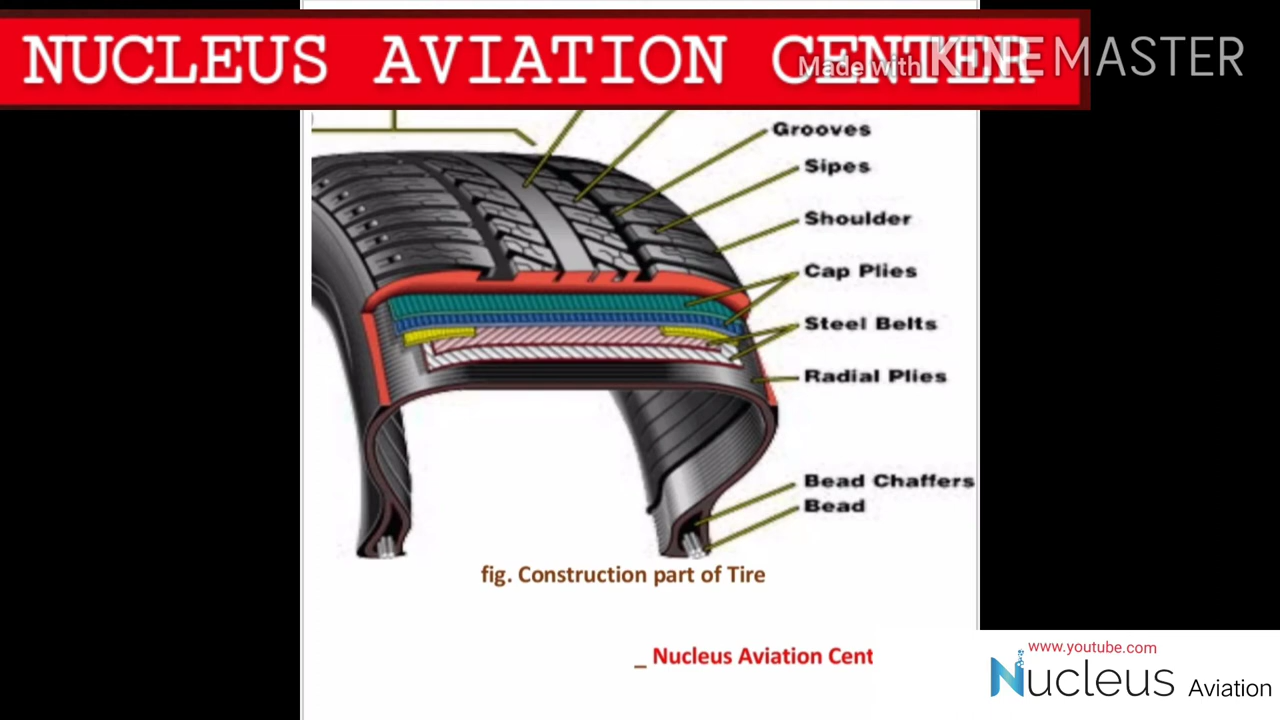 NUCLEUS AVIATION CENTER
Made with KINEMASTER
Grooves
Sipes
Shoulder
Cap Plies
Steel Belts
Radial Plies
Bead Chaffers
Bead
fig. Construction part of Tire
_ Nucleus Aviation Cent
www.youtube.com
Nucleus Aviation